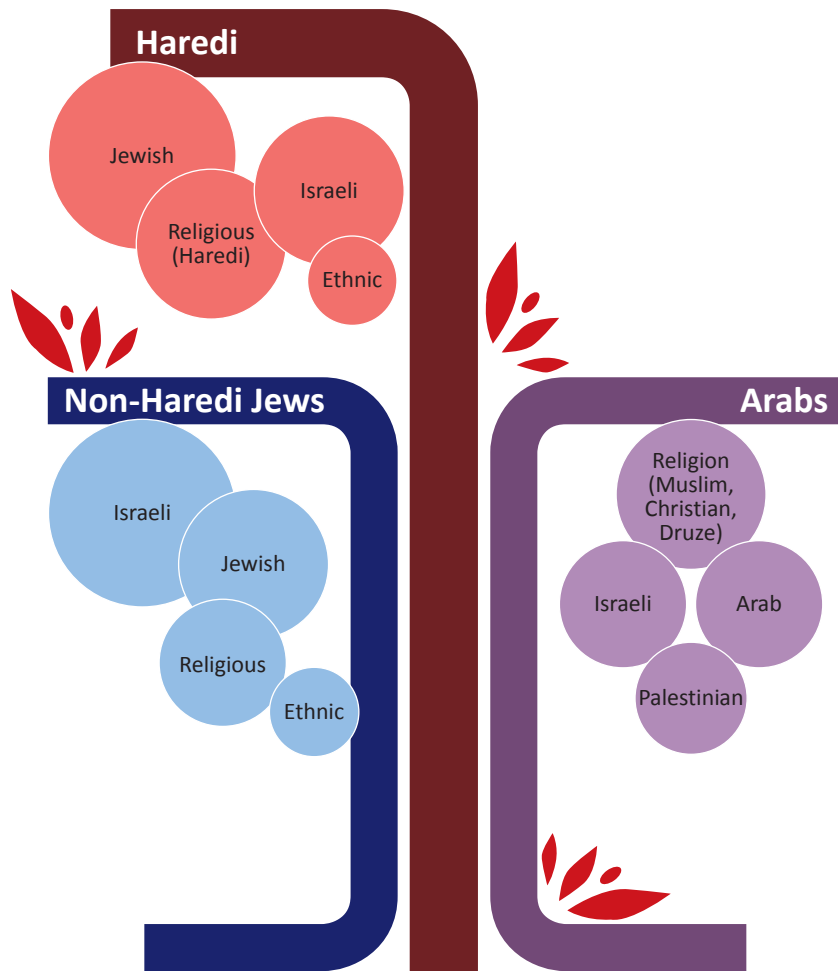 Haredi
Jewish
Israeli
Religious
(Haredi)
Ethnic
Non-Haredi Jews
Israeli
Jewish
Religious
Ethnic
Arabs
Religion
(Muslim,
Christian,
Druze)
Israeli
Arab
Palestinian